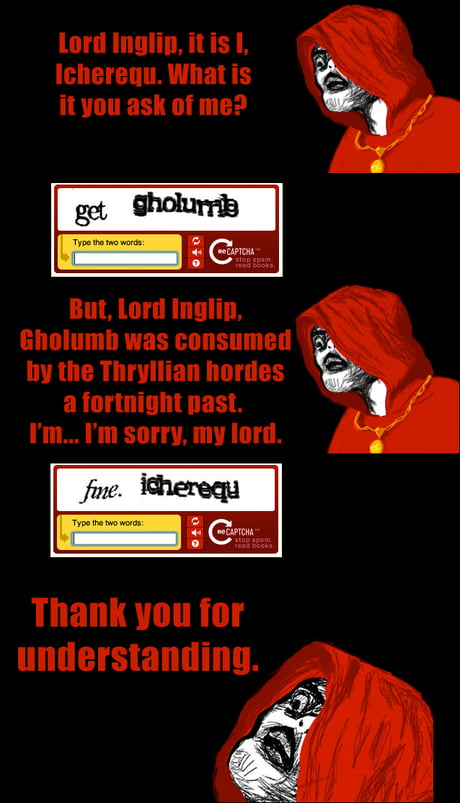 Lord Inglip, it is I,
Icherequ. What is
it you ask of me?
get gholumb
Type the two words:
reCAPTCHA™
stop spam.
read books.
But, Lord Inglip,
Gholumb was consumed
by the Thryllian hordes
a fortnight past.
I'm... I'm sorry, my lord.
fine. icherequ
Type the two words:
reCAPTCHA™
stop spam.
read books.
Thank you for
understanding.